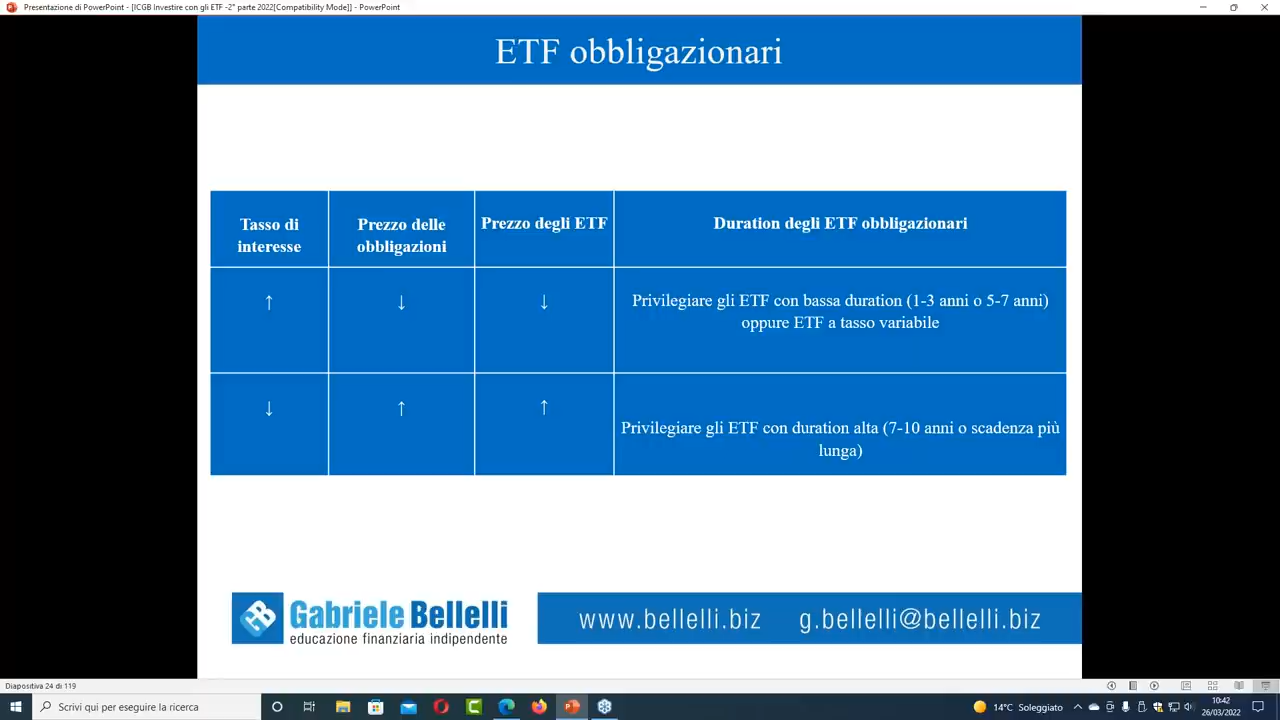 Presentazione di PowerPoint - [ICGB Investire con gli ETF -2° parte 2022[Compatibility Mode]] - PowerPoint
ETF obbligazionari
Tasso di
interesse
Prezzo delle
obbligazioni
Prezzo degli ETF
Duration degli ETF obbligazionari
↑
↓
↓
Privilegiare gli ETF con bassa duration (1-3 anni o 5-7 anni)
oppure ETF a tasso variabile
↓
↑
↑
Privilegiare gli ETF con duration alta (7-10 anni o scadenza più
lunga)
Gabriele Bellelli
educazione finanziaria indipendente
www.bellelli.biz g.bellelli@bellelli.biz
Diapositiva 24 di 119
Scrivi qui per eseguire la ricerca
14°C Soleggiato
10:42
26/03/2022